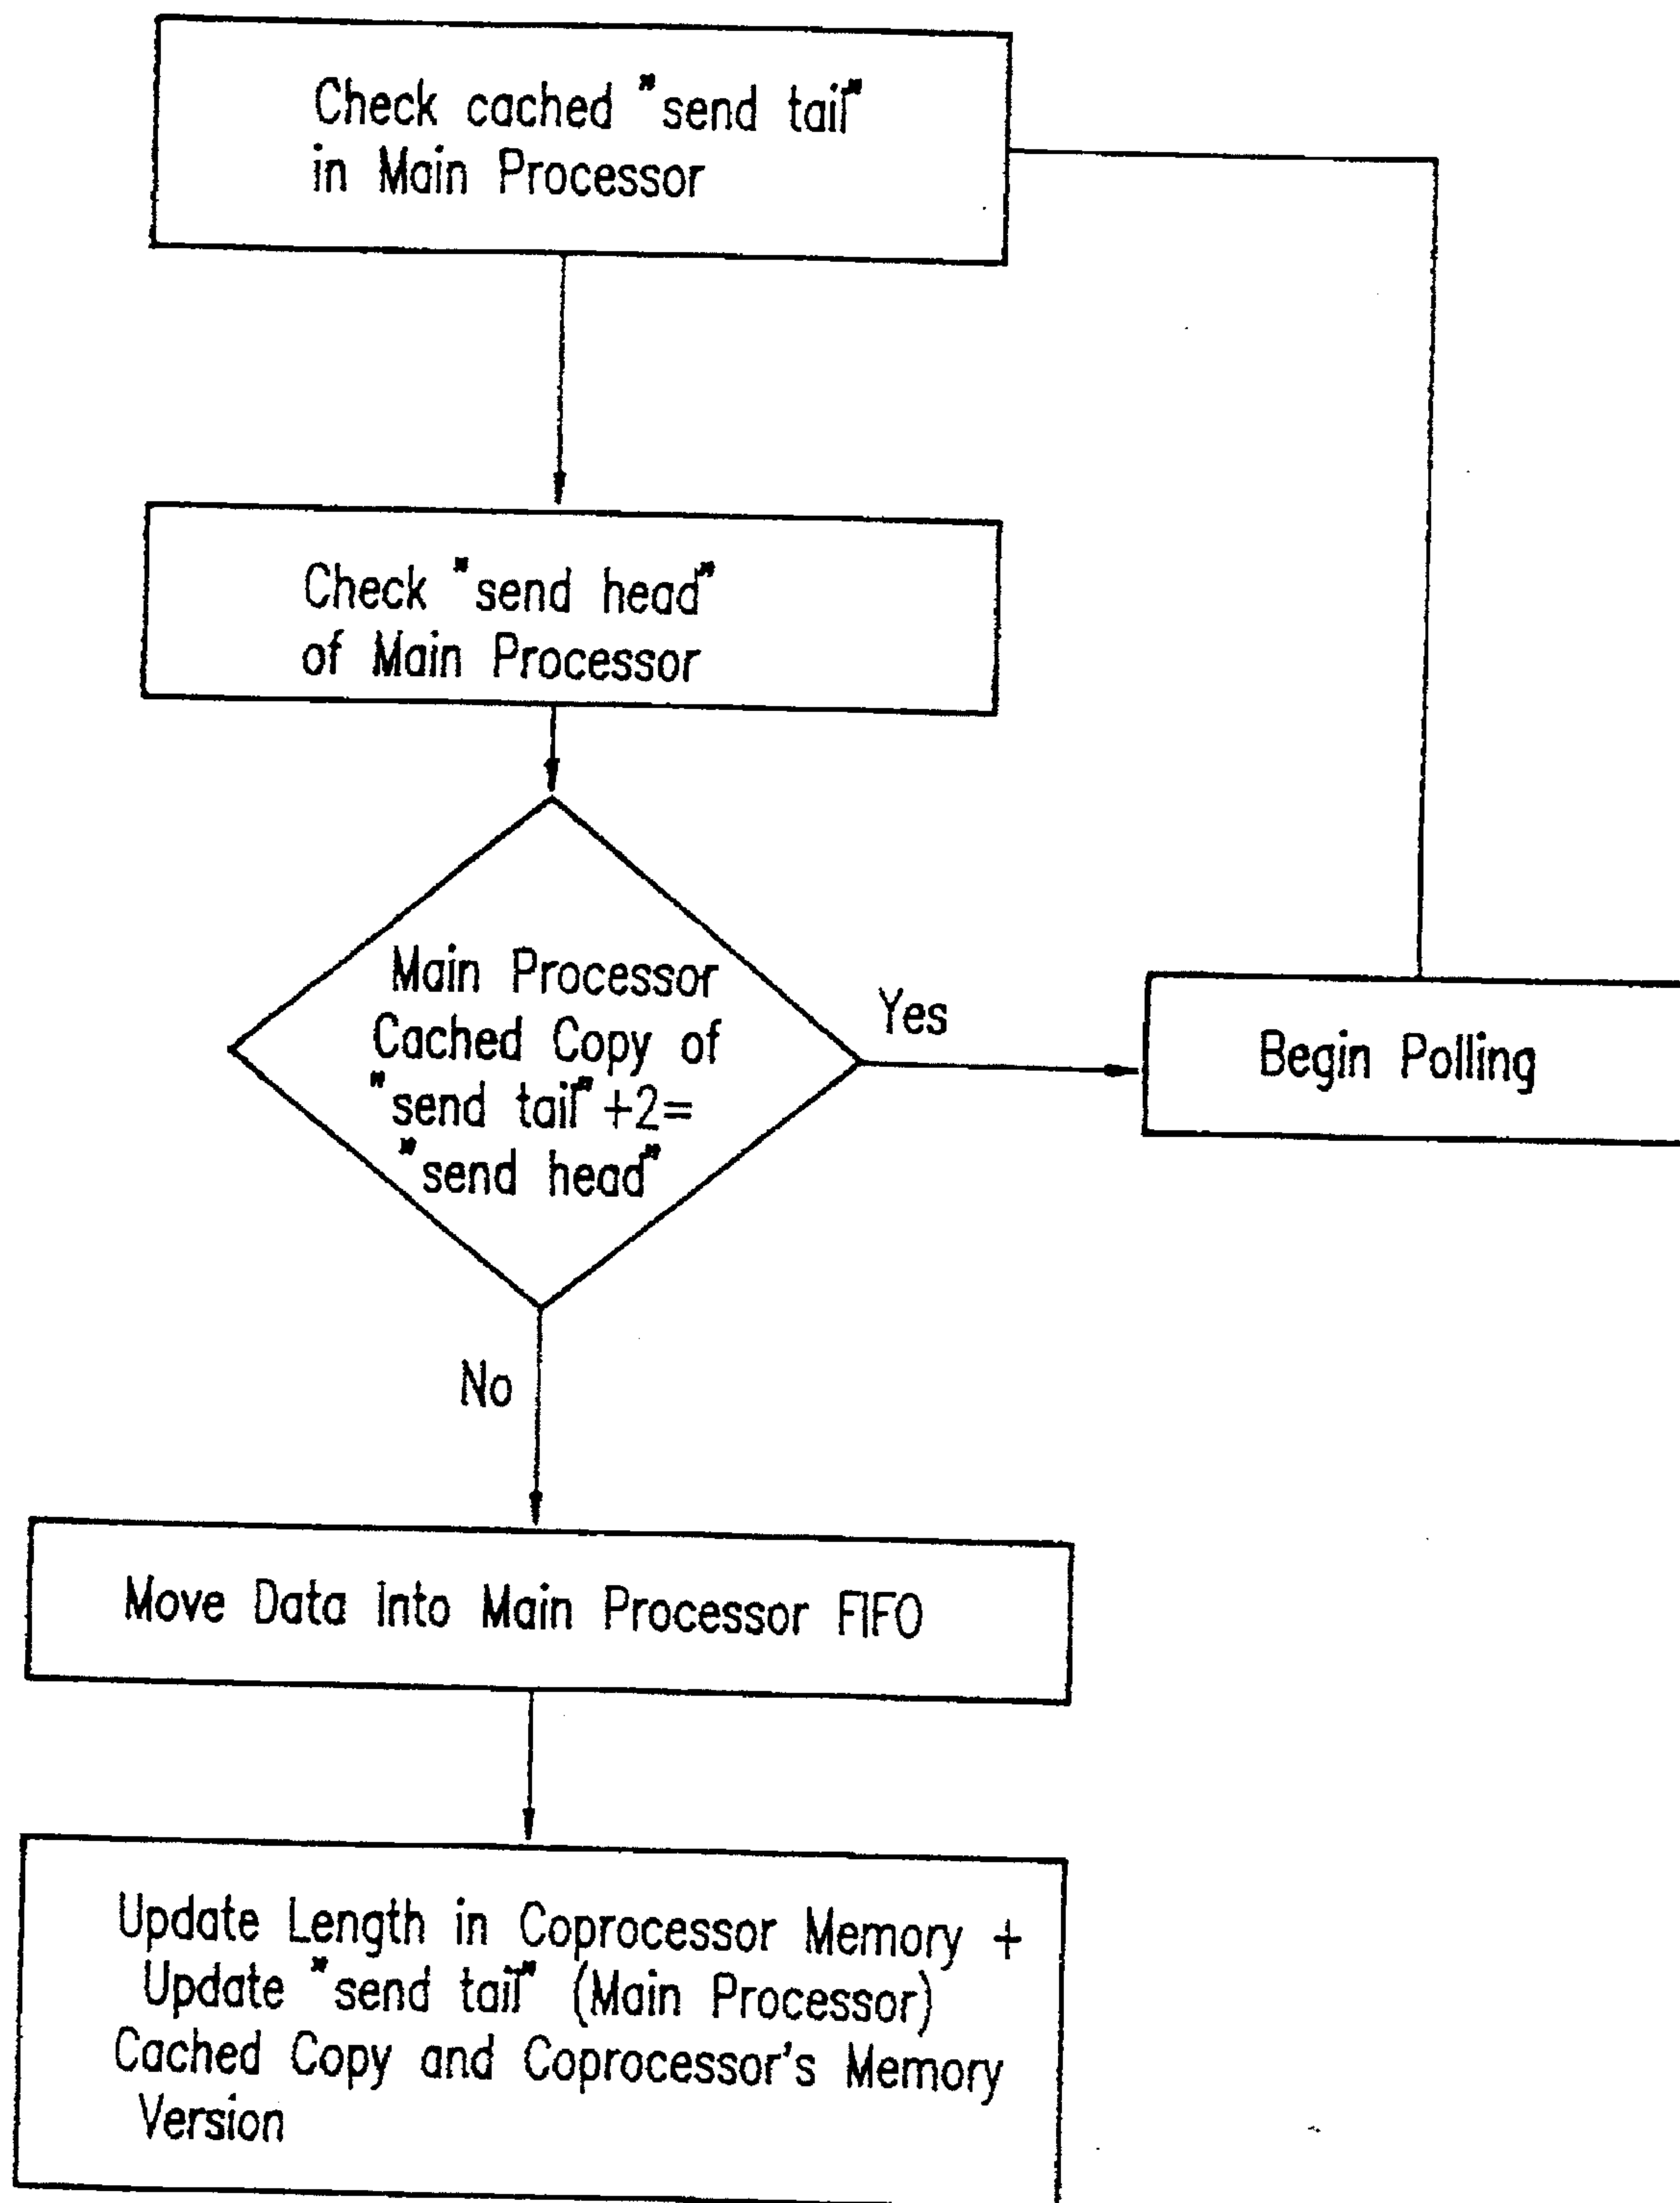 Check cached "send tail"
in Main Processor
Check "send head"
of Main Processor
Main Processor
Cached Copy of
"send tail"+2=
"send head"
Yes
Begin Polling
No
Move Data Into Main Processor FIFO
Update Length in Coprocessor Memory +
Update "send tail" (Main Processor)
Cached Copy and Coprocessor's Memory
Version